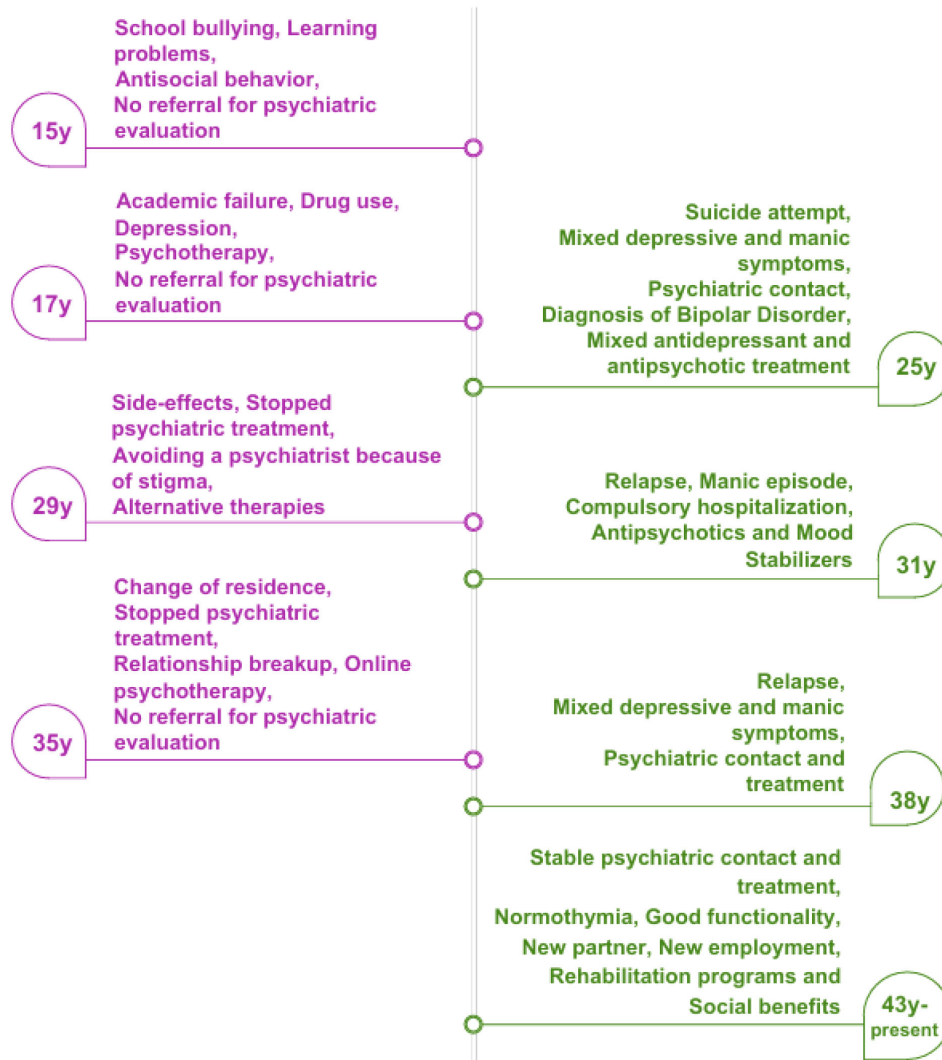 School bullying, Learning
problems,
Antisocial behavior,
No referral for psychiatric
evaluation
15y
Academic failure, Drug use,
Depression,
Psychotherapy,
No referral for psychiatric
evaluation
17y
Suicide attempt,
Mixed depressive and manic
symptoms,
Psychiatric contact,
Diagnosis of Bipolar Disorder,
Mixed antidepressant and
antipsychotic treatment
25y
Side-effects, Stopped
psychiatric treatment,
Avoiding a psychiatrist because
of stigma,
Alternative therapies
29y
Relapse, Manic episode,
Compulsory hospitalization,
Antipsychotics and Mood
Stabilizers
31y
Change of residence,
Stopped psychiatric
treatment,
Relationship breakup, Online
psychotherapy,
No referral for psychiatric
evaluation
35y
Relapse,
Mixed depressive and manic
symptoms,
Psychiatric contact and
treatment
38y
Stable psychiatric contact and
treatment,
Normothymia, Good functionality,
New partner, New employment,
Rehabilitation programs and
Social benefits
43y-
present